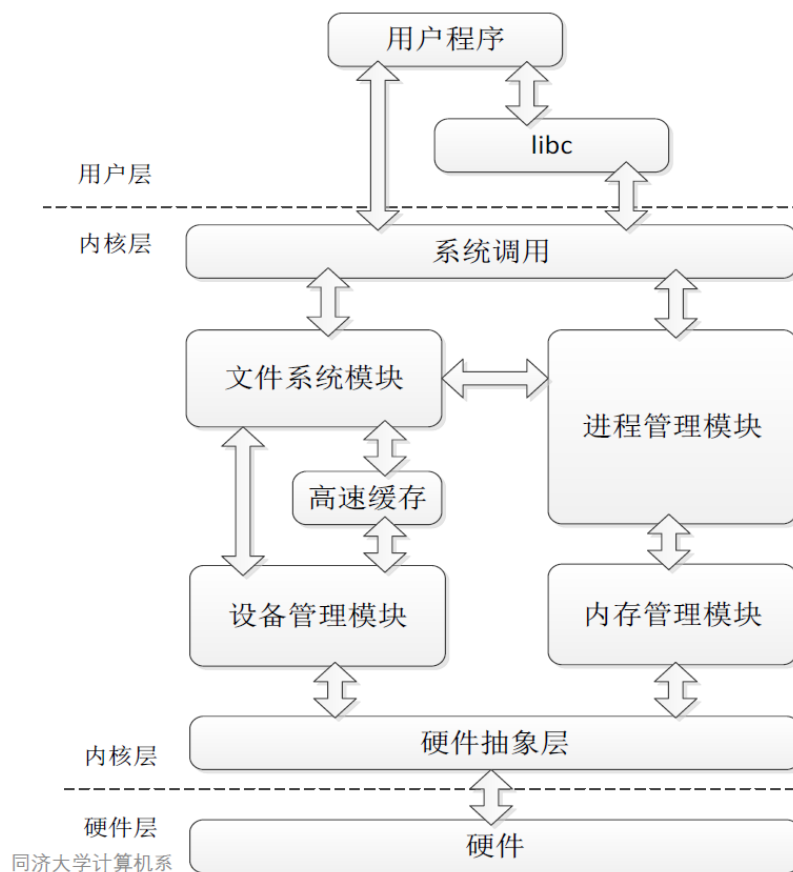 用户程序
libc
用户层
内核层
系统调用
文件系统模块
进程管理模块
高速缓存
设备管理模块
内存管理模块
硬件抽象层
内核层
硬件层
硬件
同济大学计算机系